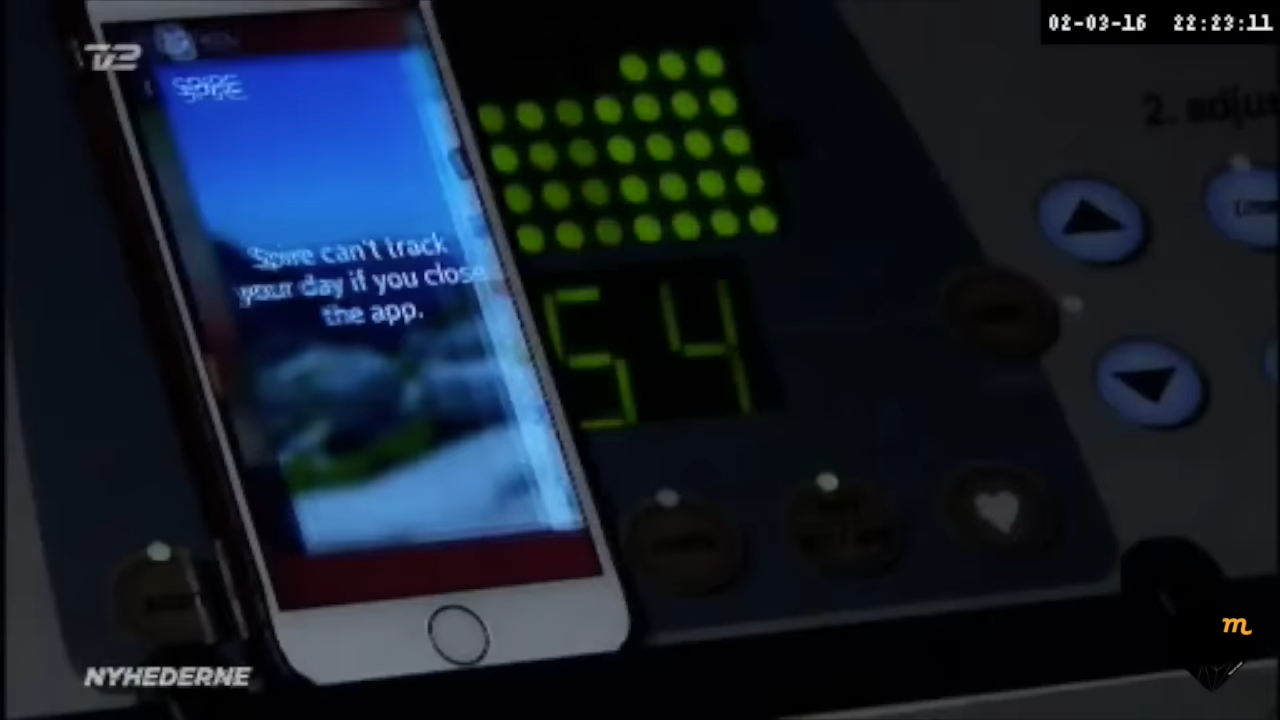 02-03-16 22:23:11
TV2
SPIRE
2. adjus
Spire can't track
your day if you close
the app.
54
m
NYHEDERNE